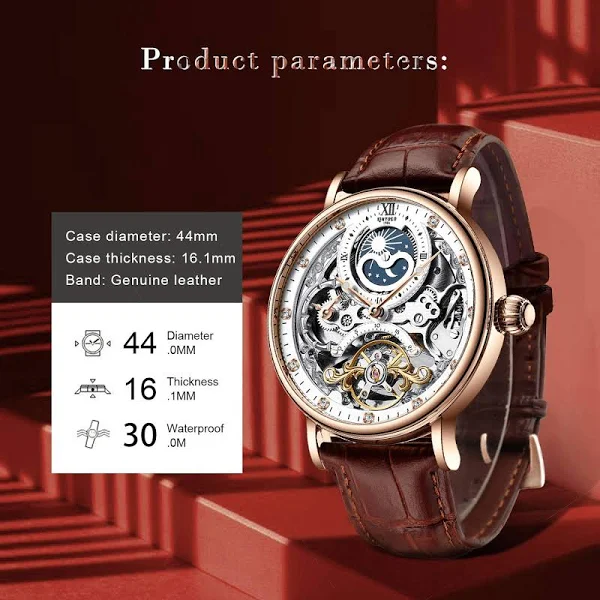 Product parameters:
Case diameter: 44mm
Case thickness: 16.1mm
Band: Genuine leather
44 Diameter
.0MM
16 Thickness
.1MM
30 Waterproof
.0M
XII